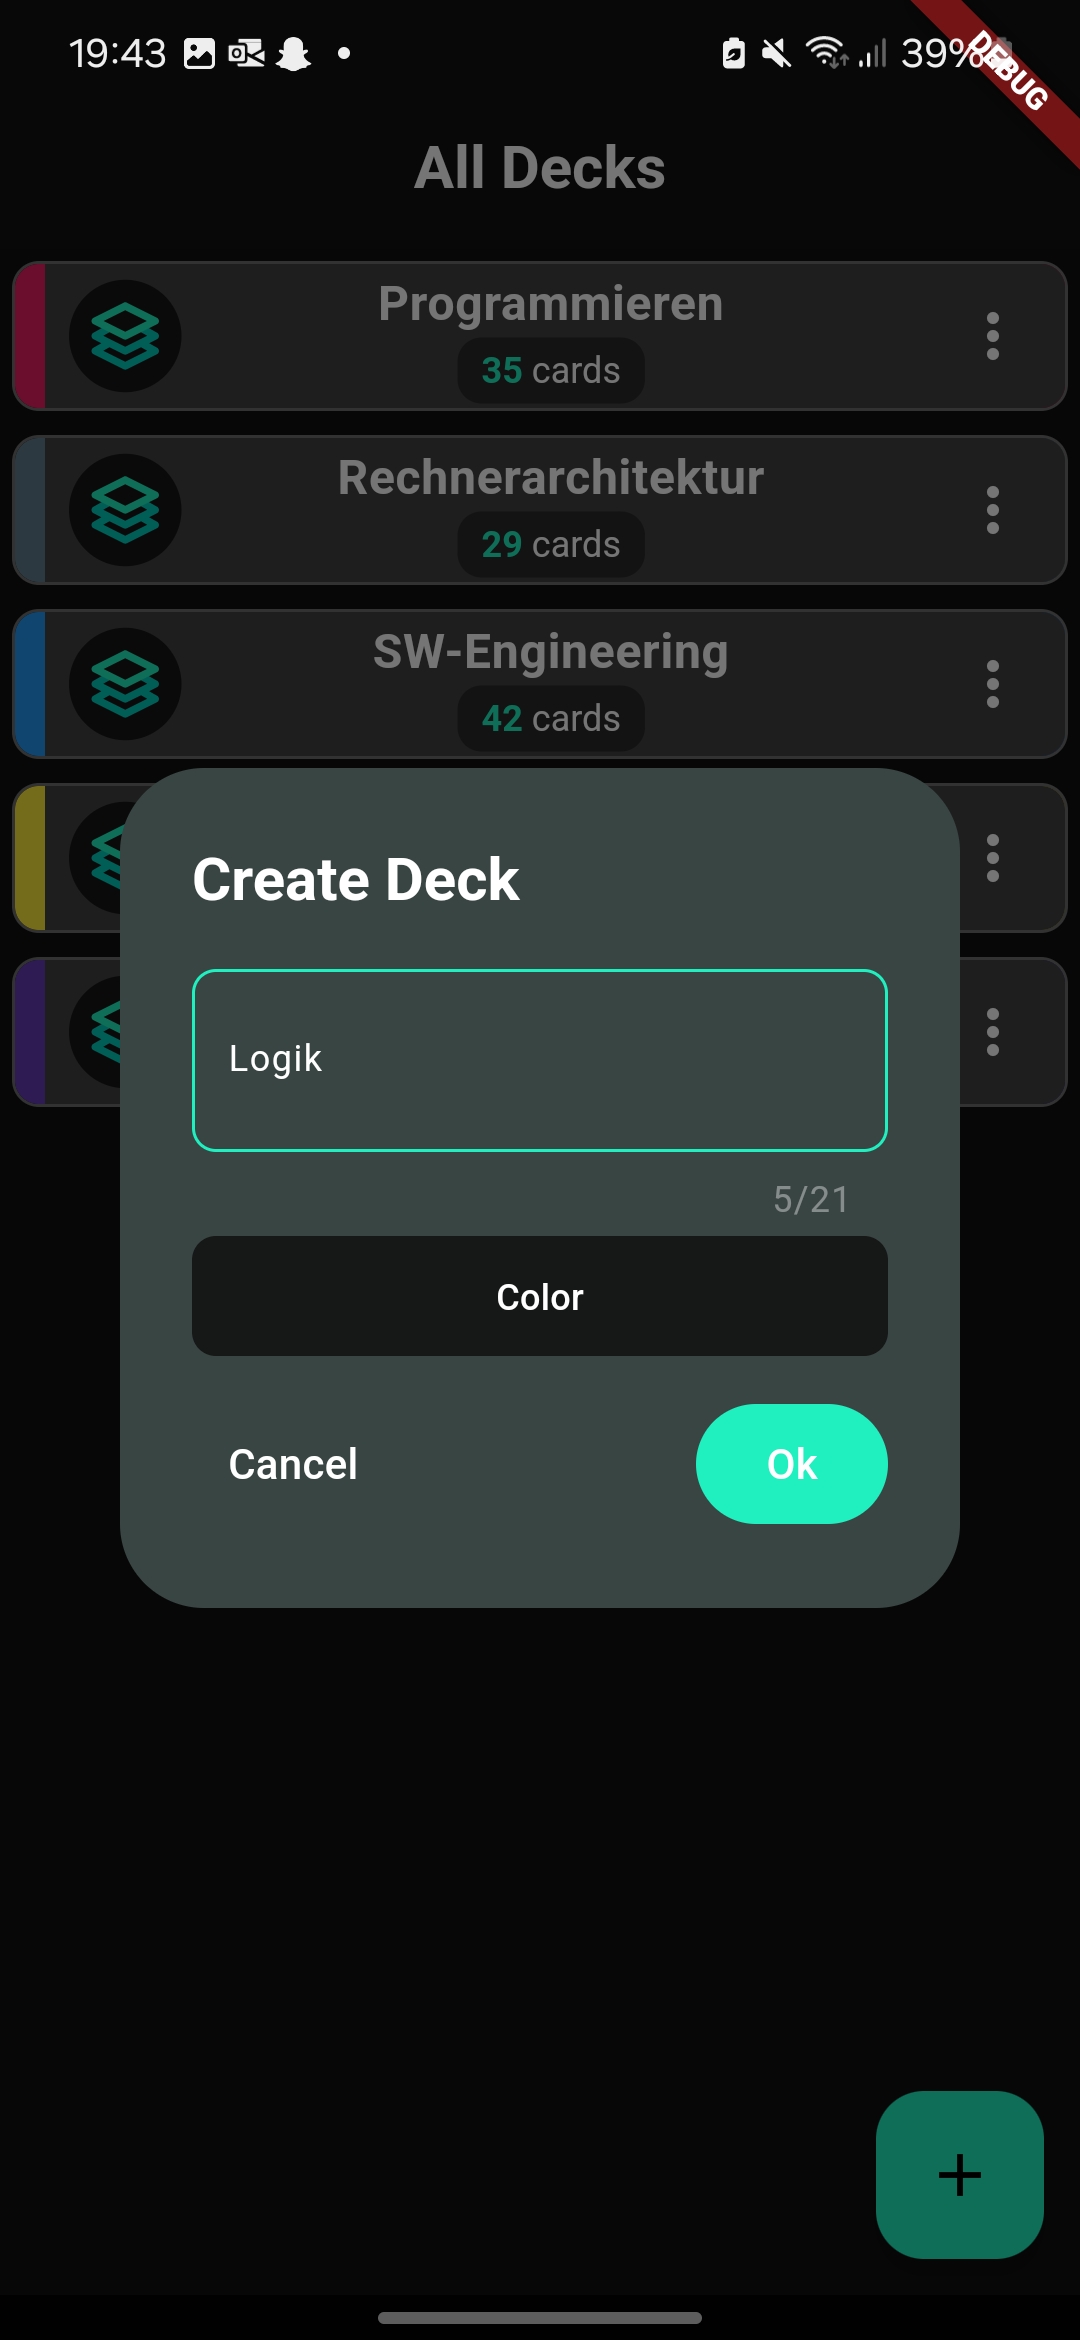 19:43
39%
DEBUG
All Decks
Programmieren
35 cards
Rechnerarchitektur
29 cards
SW-Engineering
42 cards
Create Deck
Logik
5/21
Color
Cancel
Ok